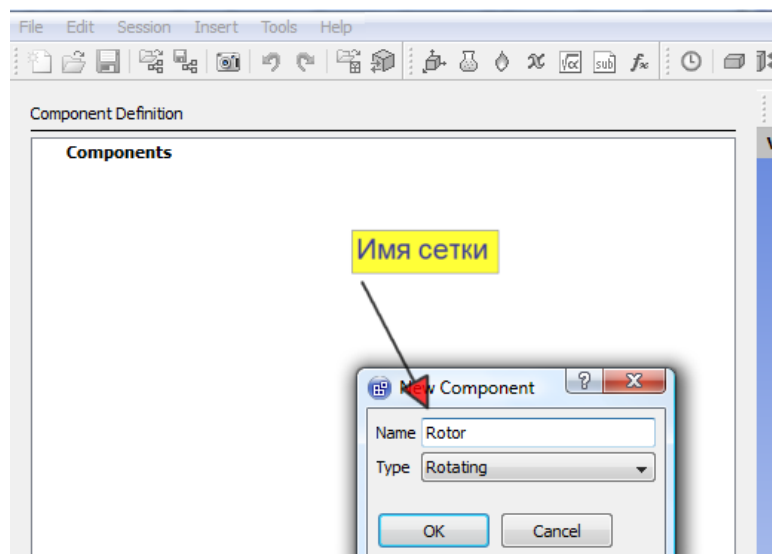 File Edit Session Insert Tools Help
Component Definition
Components
Имя сетки
New Component
Name Rotor
Type Rotating
OK Cancel